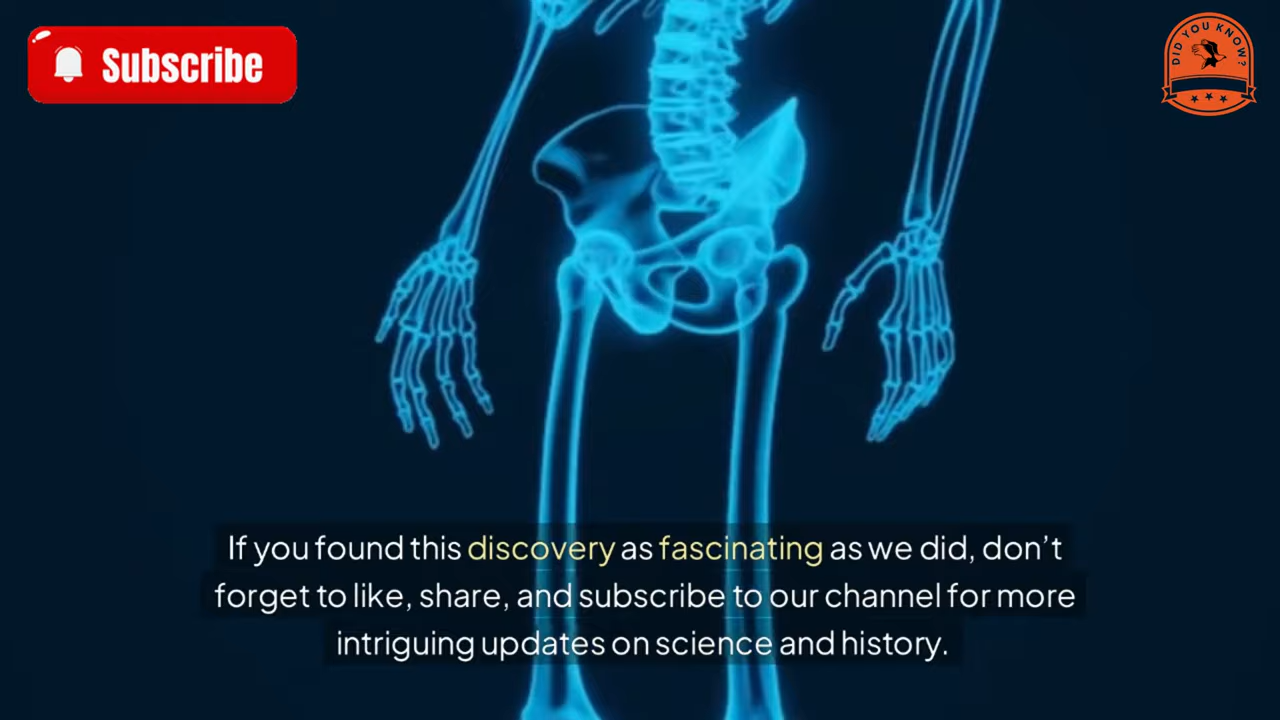 Subscribe
DID YOU KNOW?
If you found this discovery as fascinating as we did, don’t
forget to like, share, and subscribe to our channel for more
intriguing updates on science and history.